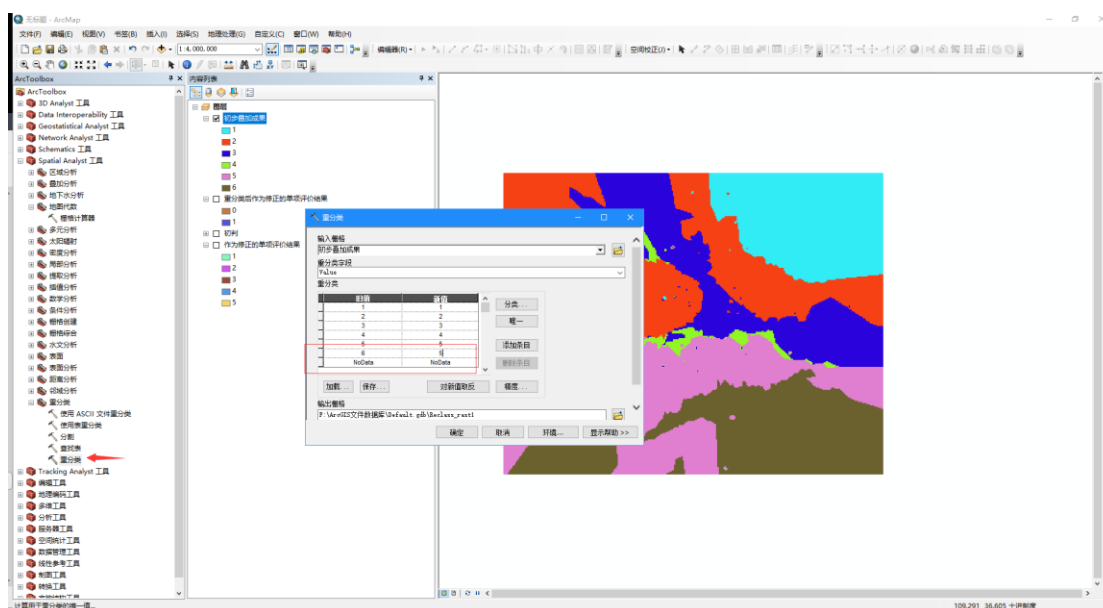 无标题 - ArcMap
文件(F) 编辑(E) 视图(V) 书签(B) 插入(I) 选择(S) 地理处理(G) 自定义(C) 窗口(W) 帮助(H)
1:4,000,000
编辑器(R)
空间校正(O)
ArcToolbox
ArcToolbox
3D Analyst 工具
Data Interoperability 工具
Geostatistical Analyst 工具
Network Analyst 工具
Schematics 工具
Spatial Analyst 工具
区域分析
叠加分析
地下水分析
地图代数
栅格计算器
多元分析
太阳辐射
密度分析
局部分析
提取分析
插值分析
数学分析
条件分析
栅格创建
栅格综合
水文分析
表面
表面分析
距离分析
邻域分析
重分类
使用 ASCII 文件重分类
使用表重分类
分割
查找表
重分类
Tracking Analyst 工具
编辑工具
地理编码工具
多维工具
分析工具
服务器工具
空间统计工具
数据管理工具
线性参考工具
制图工具
转换工具
内容列表
图层
初步叠加成果
1
2
3
4
5
6
重分类后作为修正的单项评价结果
0
1
初判
作为修正的单项评价结果
1
2
3
4
5
重分类
输入栅格
初步叠加成果
重分类字段
Value
重分类
旧值 新值
1 1
2 2
3 3
4 4
5 5
6 5
NoData NoData
分类...
唯一
添加条目
删除条目
加载... 保存... 对新值取反 精度...
输出栅格
F:\ArcGIS文件数据库\Default.gdb\Reclass_rast1
确定 取消 环境... 显示帮助 >>
计算用于重分类的唯一值...
109.291 36.605 十进制度